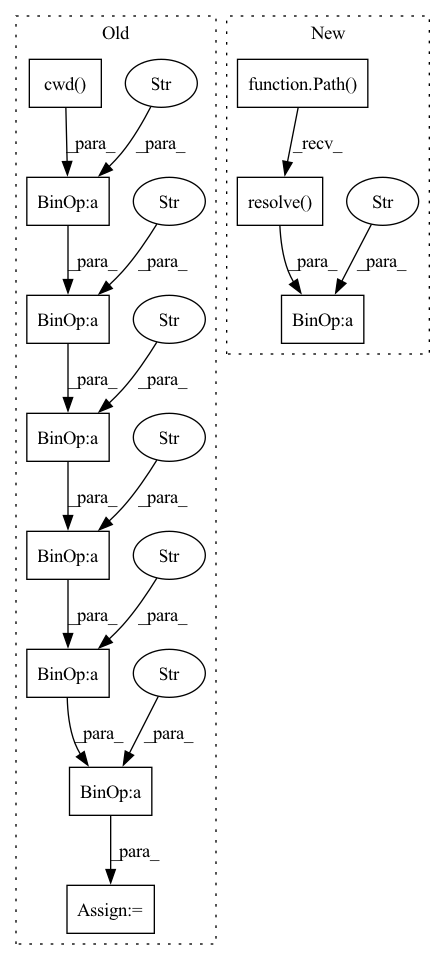 Old
New
cwd()
Str
function.Path()
_para_
_para_
_recv_
BinOp:a
Str
resolve()
Str
_para_
_para_
_para_
_para_
BinOp:a
Str
BinOp:a
_para_
_para_
BinOp:a
Str
_para_
_para_
BinOp:a
Str
_para_
_para_
BinOp:a
Str
_para_
_para_
BinOp:a
_para_
Assign:=